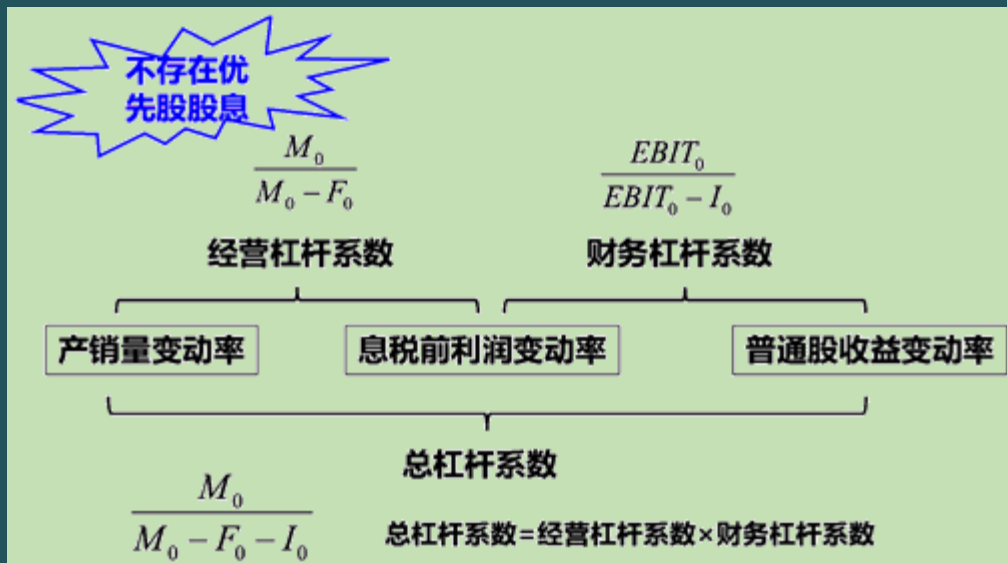 不存在优
先股股息
M₀
M₀ − F₀
EBIT₀
EBIT₀ − I₀
经营杠杆系数
财务杠杆系数
产销量变动率
息税前利润变动率
普通股收益变动率
总杠杆系数
M₀
M₀ − F₀ − I₀
总杠杆系数=经营杠杆系数×财务杠杆系数